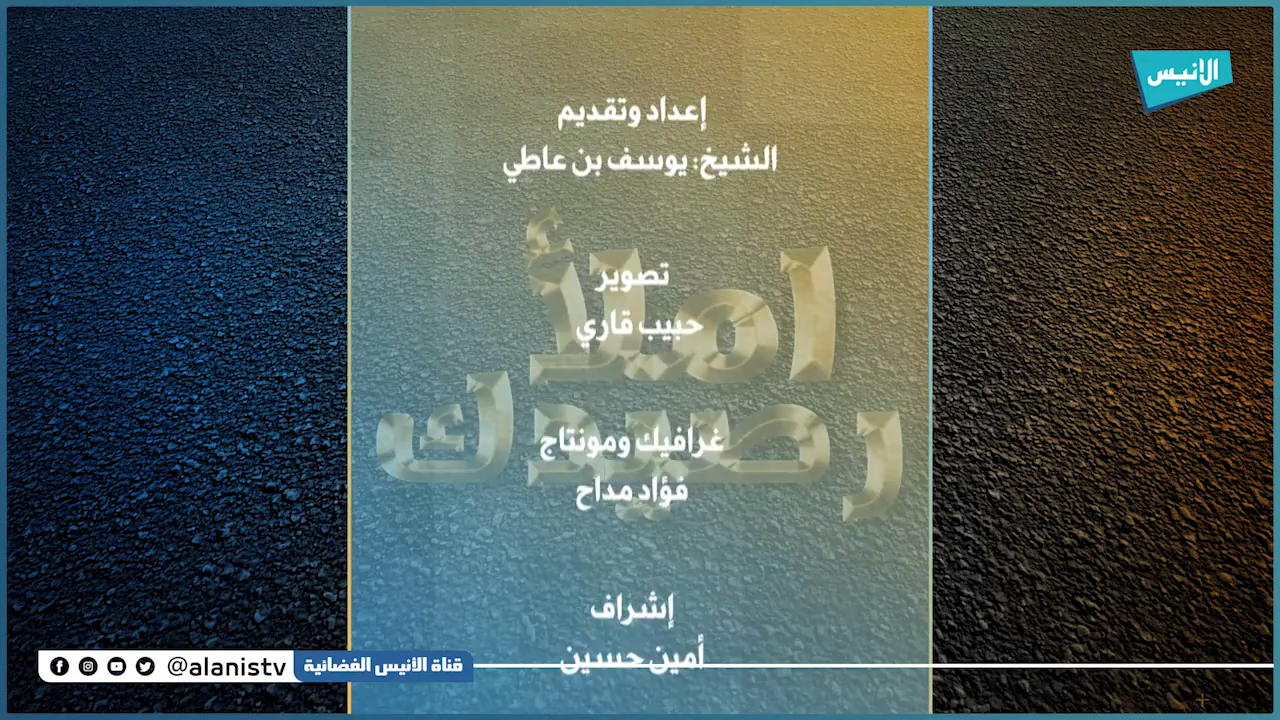 الأنيس
إعداد وتقديم
الشيخ: يوسف بن عاطي
تصوير
حبيب قاري
املأ
رصيدك
غرافيك ومونتاج
فؤاد مداح
إشراف
أمين حسين
@alanistv
قناة الأنيس الفضائية